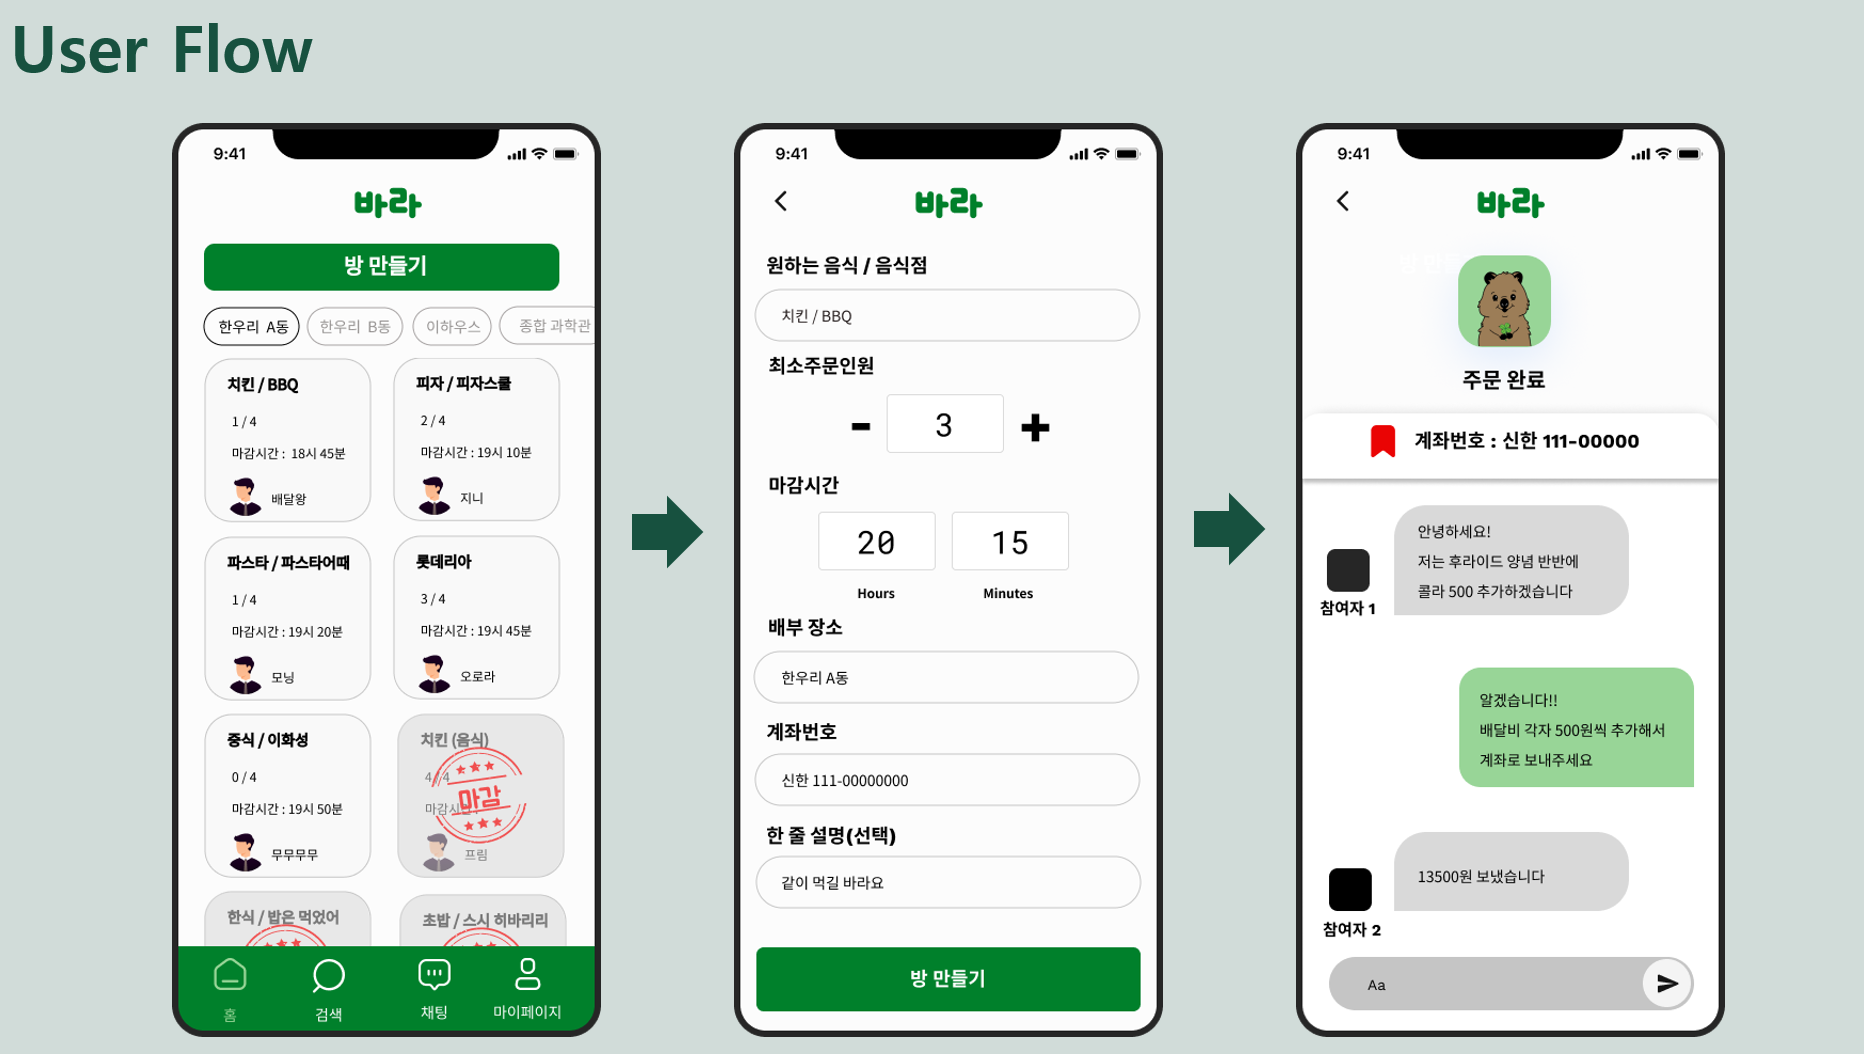 User Flow
9:41
바라
방 만들기
한우리 A동
한우리 B동
이하우스
종합 과학관
치킨 / BBQ
1 / 4
마감시간 : 18시 45분
배달왕
피자 / 피자스쿨
2 / 4
마감시간 : 19시 10분
지니
파스타 / 파스타어때
1 / 4
마감시간 : 19시 20분
모닝
롯데리아
3 / 4
마감시간 : 19시 45분
오로라
중식 / 이화성
0 / 4
마감시간 : 19시 50분
무무무무
치킨 (음식)
4 / 4
마감시간 :
마감
프림
한식 / 밥은 먹었어
초밥 / 스시 히바리리
홈
검색
채팅
마이페이지
9:41
바라
원하는 음식 / 음식점
치킨 / BBQ
최소주문인원
- 3 +
마감시간
20 15
Hours Minutes
배부 장소
한우리 A동
계좌번호
신한 111-00000000
한 줄 설명(선택)
같이 먹길 바라요
방 만들기
9:41
바라
주문 완료
계좌번호 : 신한 111-00000
안녕하세요!
저는 후라이드 양념 반반에
콜라 500 추가하겠습니다
참여자 1
알겠습니다!!
배달비 각자 500원씩 추가해서
계좌로 보내주세요
13500원 보냈습니다
참여자 2
Aa